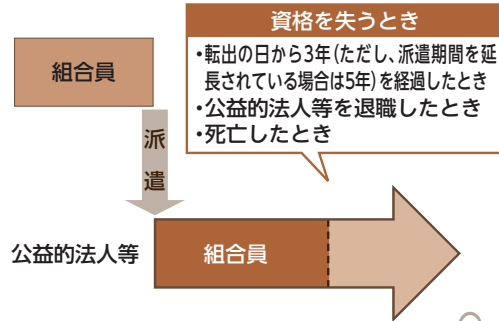 資格を失うとき
・転出の日から3年(ただし、派遣期間を延
長されている場合は5年)を経過したとき
・公益的法人等を退職したとき
・死亡したとき
組合員
派
遣
公益的法人等
組合員